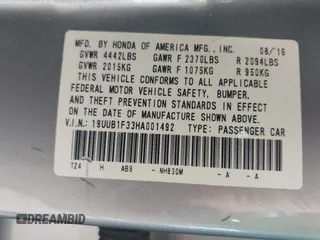 MFD. BY HONDA OF AMERICA MFG., INC. 08/16
GVWR 4442LBS GAWR F 2370LBS R 2094LBS
GVWR 2015KG GAWR F 1075KG R 950KG
THIS VEHICLE CONFORMS TO ALL APPLICABLE
FEDERAL MOTOR VEHICLE SAFETY, BUMPER,
AND THEFT PREVENTION STANDARDS IN EFFECT
ON THE DATE OF MANUFACTURE SHOWN ABOVE.
VIN: 19UUB1F33HA001492 TYPE: PASSENGER CAR
TZ4 H AB9 - NH830M - A - A
DREAMBID